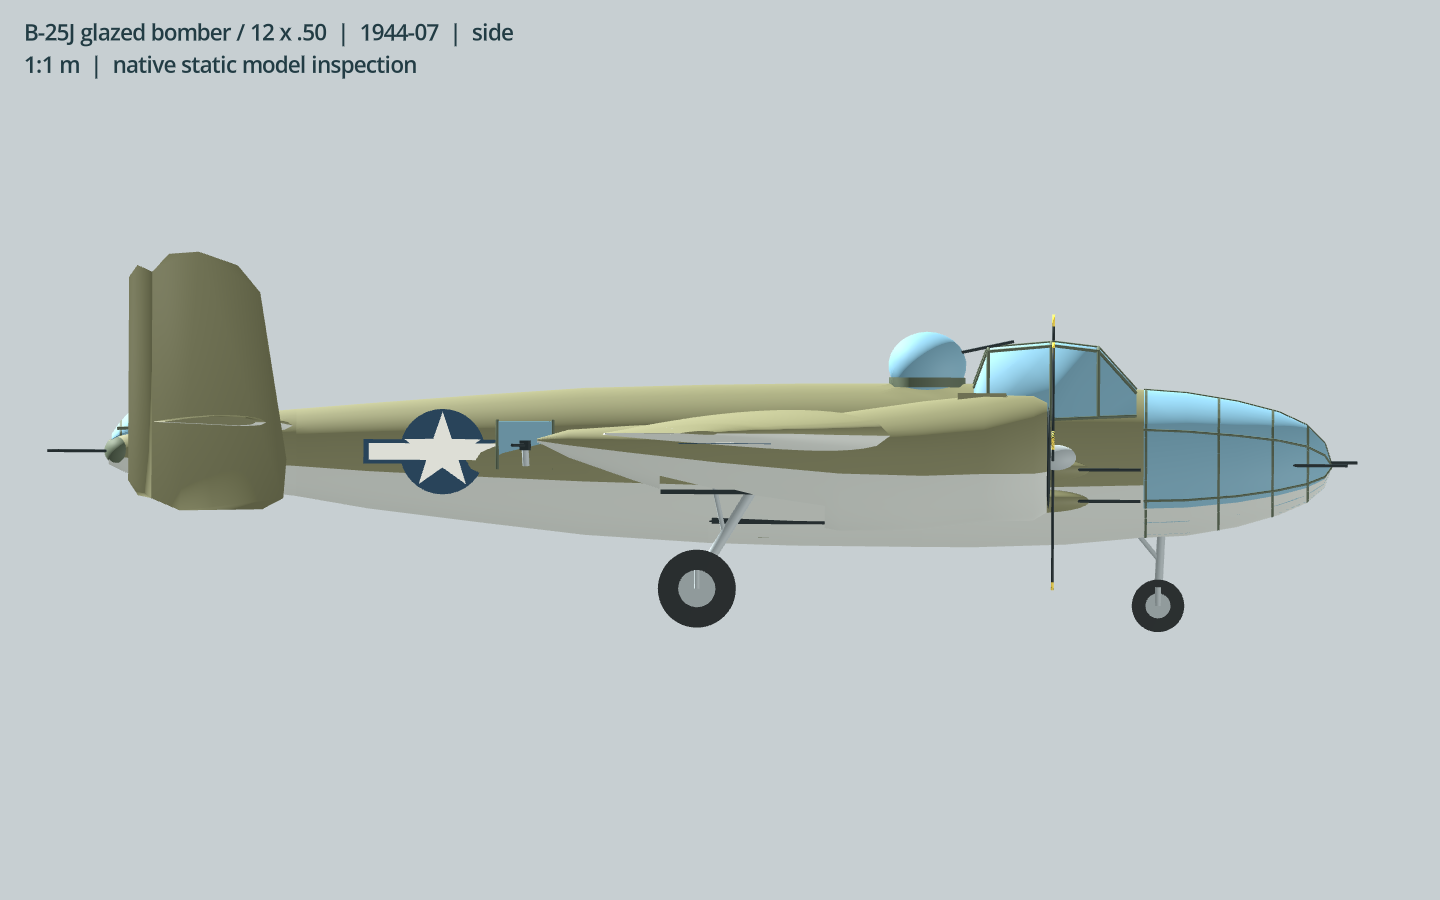 B-25J glazed bomber / 12 x .50 | 1944-07 | side
1:1 m | native static model inspection